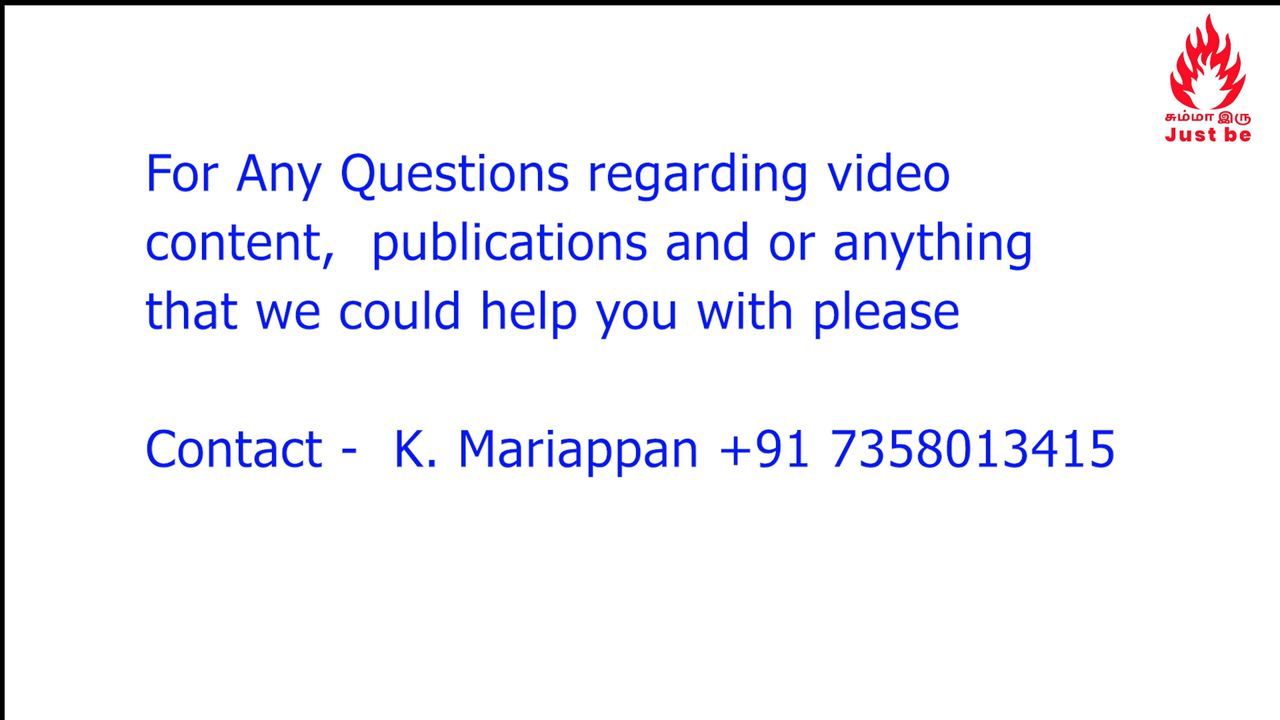 சும்மா இரு
Just be
For Any Questions regarding video
content,  publications and or anything
that we could help you with please
Contact -  K. Mariappan +91 7358013415